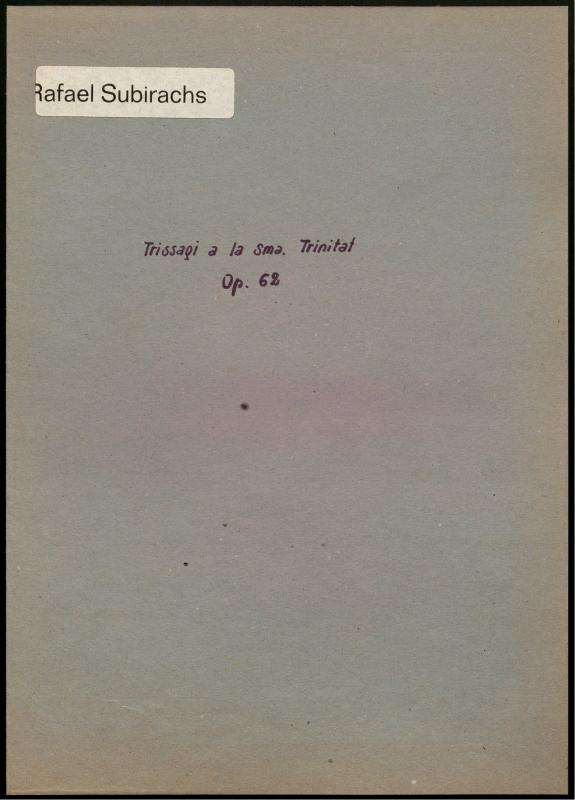 Rafael Subirachs
Trissagi a la sma. Trinitat
Op. 62